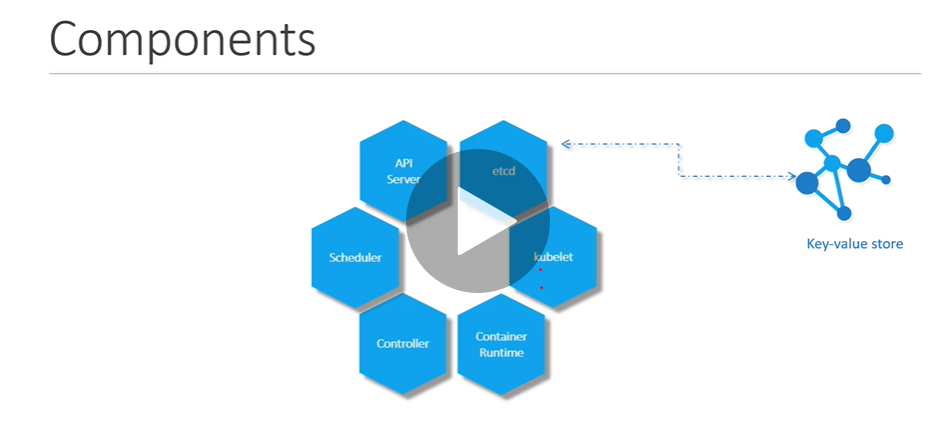 Components
API
Server
etcd
Scheduler
kubelet
Key-value store
Controller
Container
Runtime